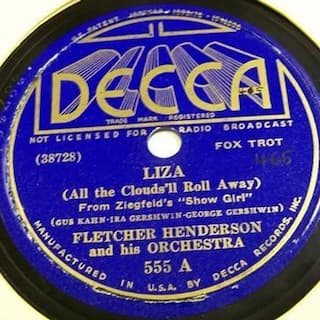 DECCA
465
TRADE MARK REGISTERED
NOT LICENSED FOR RADIO BROADCAST
FOX TROT
(38728)
465
LIZA
(All the Clouds'll Roll Away)
From Ziegfeld's "Show Girl"
(GUS KAHN-IRA GERSHWIN-GEORGE GERSHWIN)
FLETCHER HENDERSON
and his ORCHESTRA
555 A
MANUFACTURED IN U.S.A. BY DECCA RECORDS, INC.